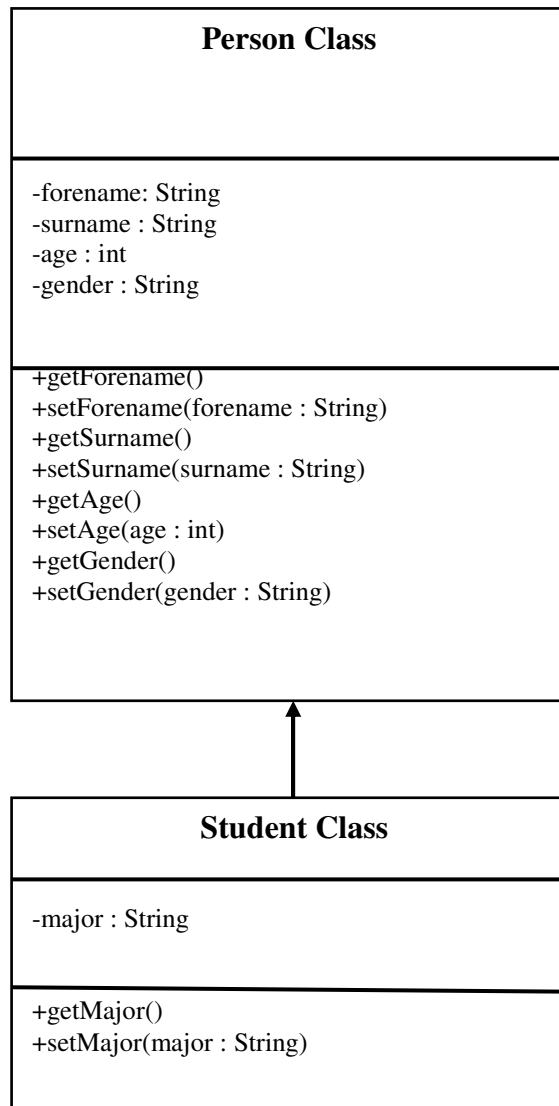 Person Class
-forename: String
-surname : String
-age : int
-gender : String
+getForename()
+setForename(forename : String)
+getSurname()
+setSurname(surname : String)
+getAge()
+setAge(age : int)
+getGender()
+setGender(gender : String)
Student Class
-major : String
+getMajor()
+setMajor(major : String)